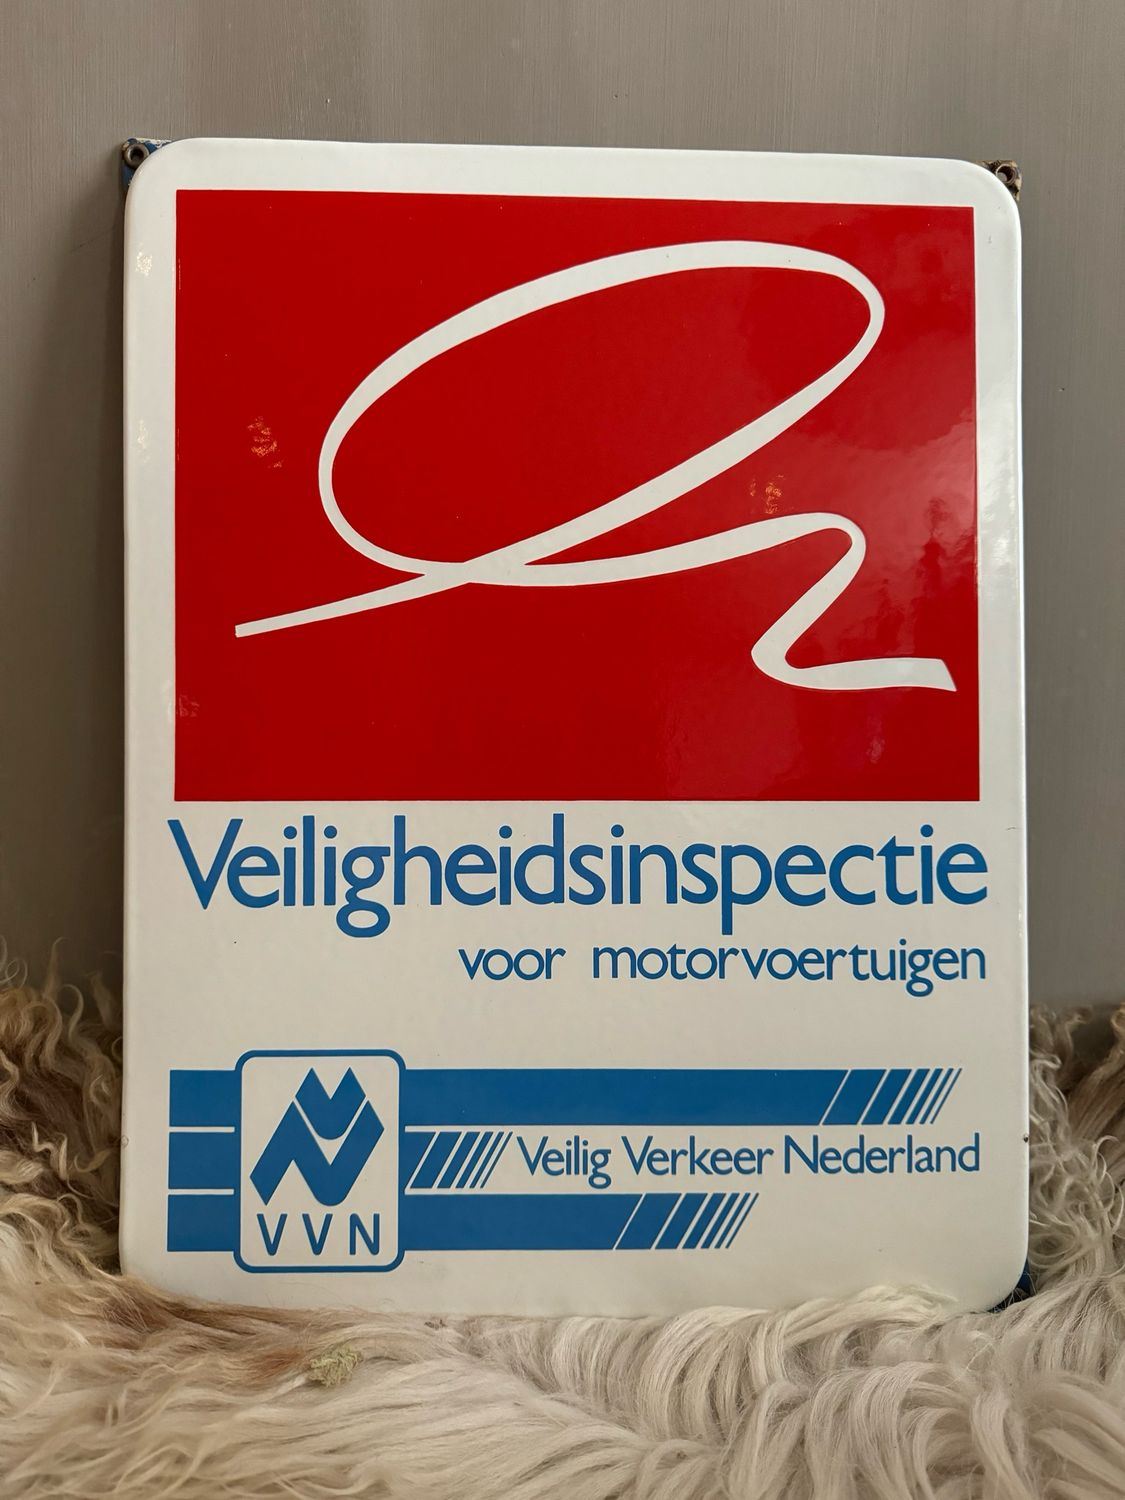 Veiligheidsinspectie
voor motorvoertuigen
Veilig Verkeer Nederland
VVN